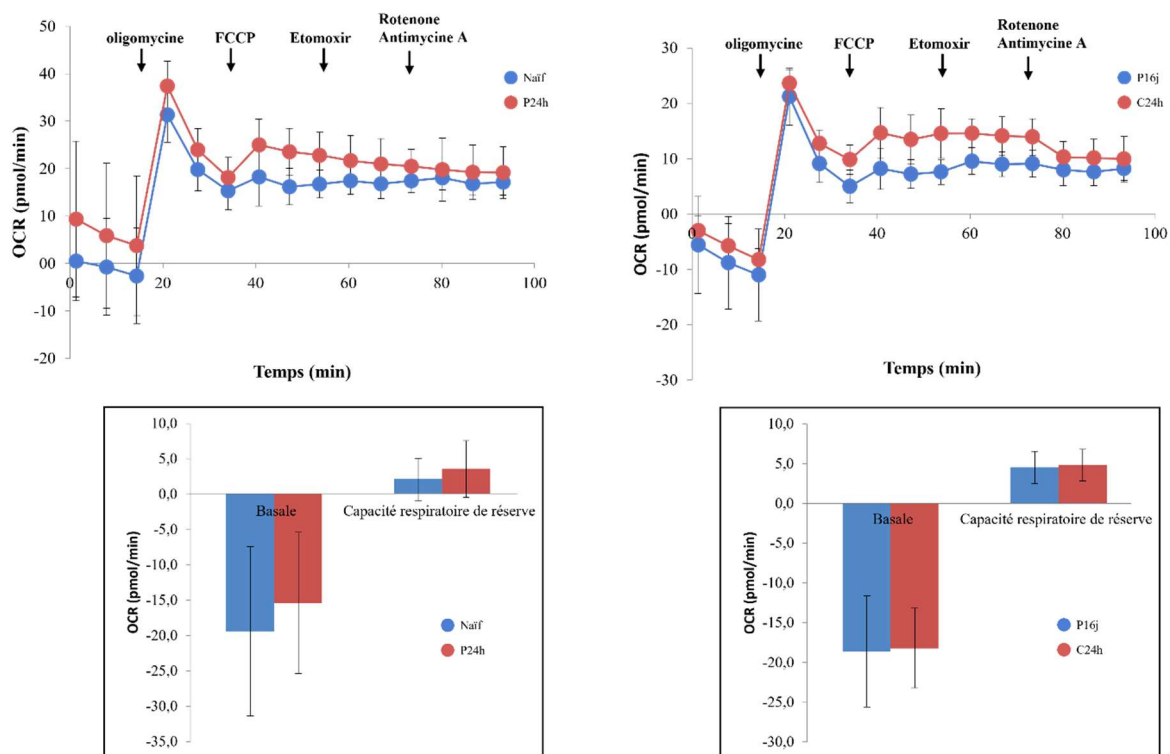 50
40
30
20
10
00
-10
-20
OCR (pmol/min)
oligomycine
FCCP
Etomoxir
Rotenone
Antimycine A
Naïf
P24h
0
20
40
60
80
100
Temps (min)
30
20
10
00
-10
-20
-30
OCR (pmol/min)
oligomycine
FCCP
Etomoxir
Rotenone
Antimycine A
P16j
C24h
0
20
40
60
80
100
Temps (min)
10,0
5,0
0,0
-5,0
-10,0
-15,0
-20,0
-25,0
-30,0
-35,0
OCR (pmol/min)
Basale
Capacité respiratoire de réserve
Naïf
P24h
10,0
5,0
0,0
-5,0
-10,0
-15,0
-20,0
-25,0
-30,0
OCR (pmol/min)
Basale
Capacité respiratoire de réserve
P16j
C24h